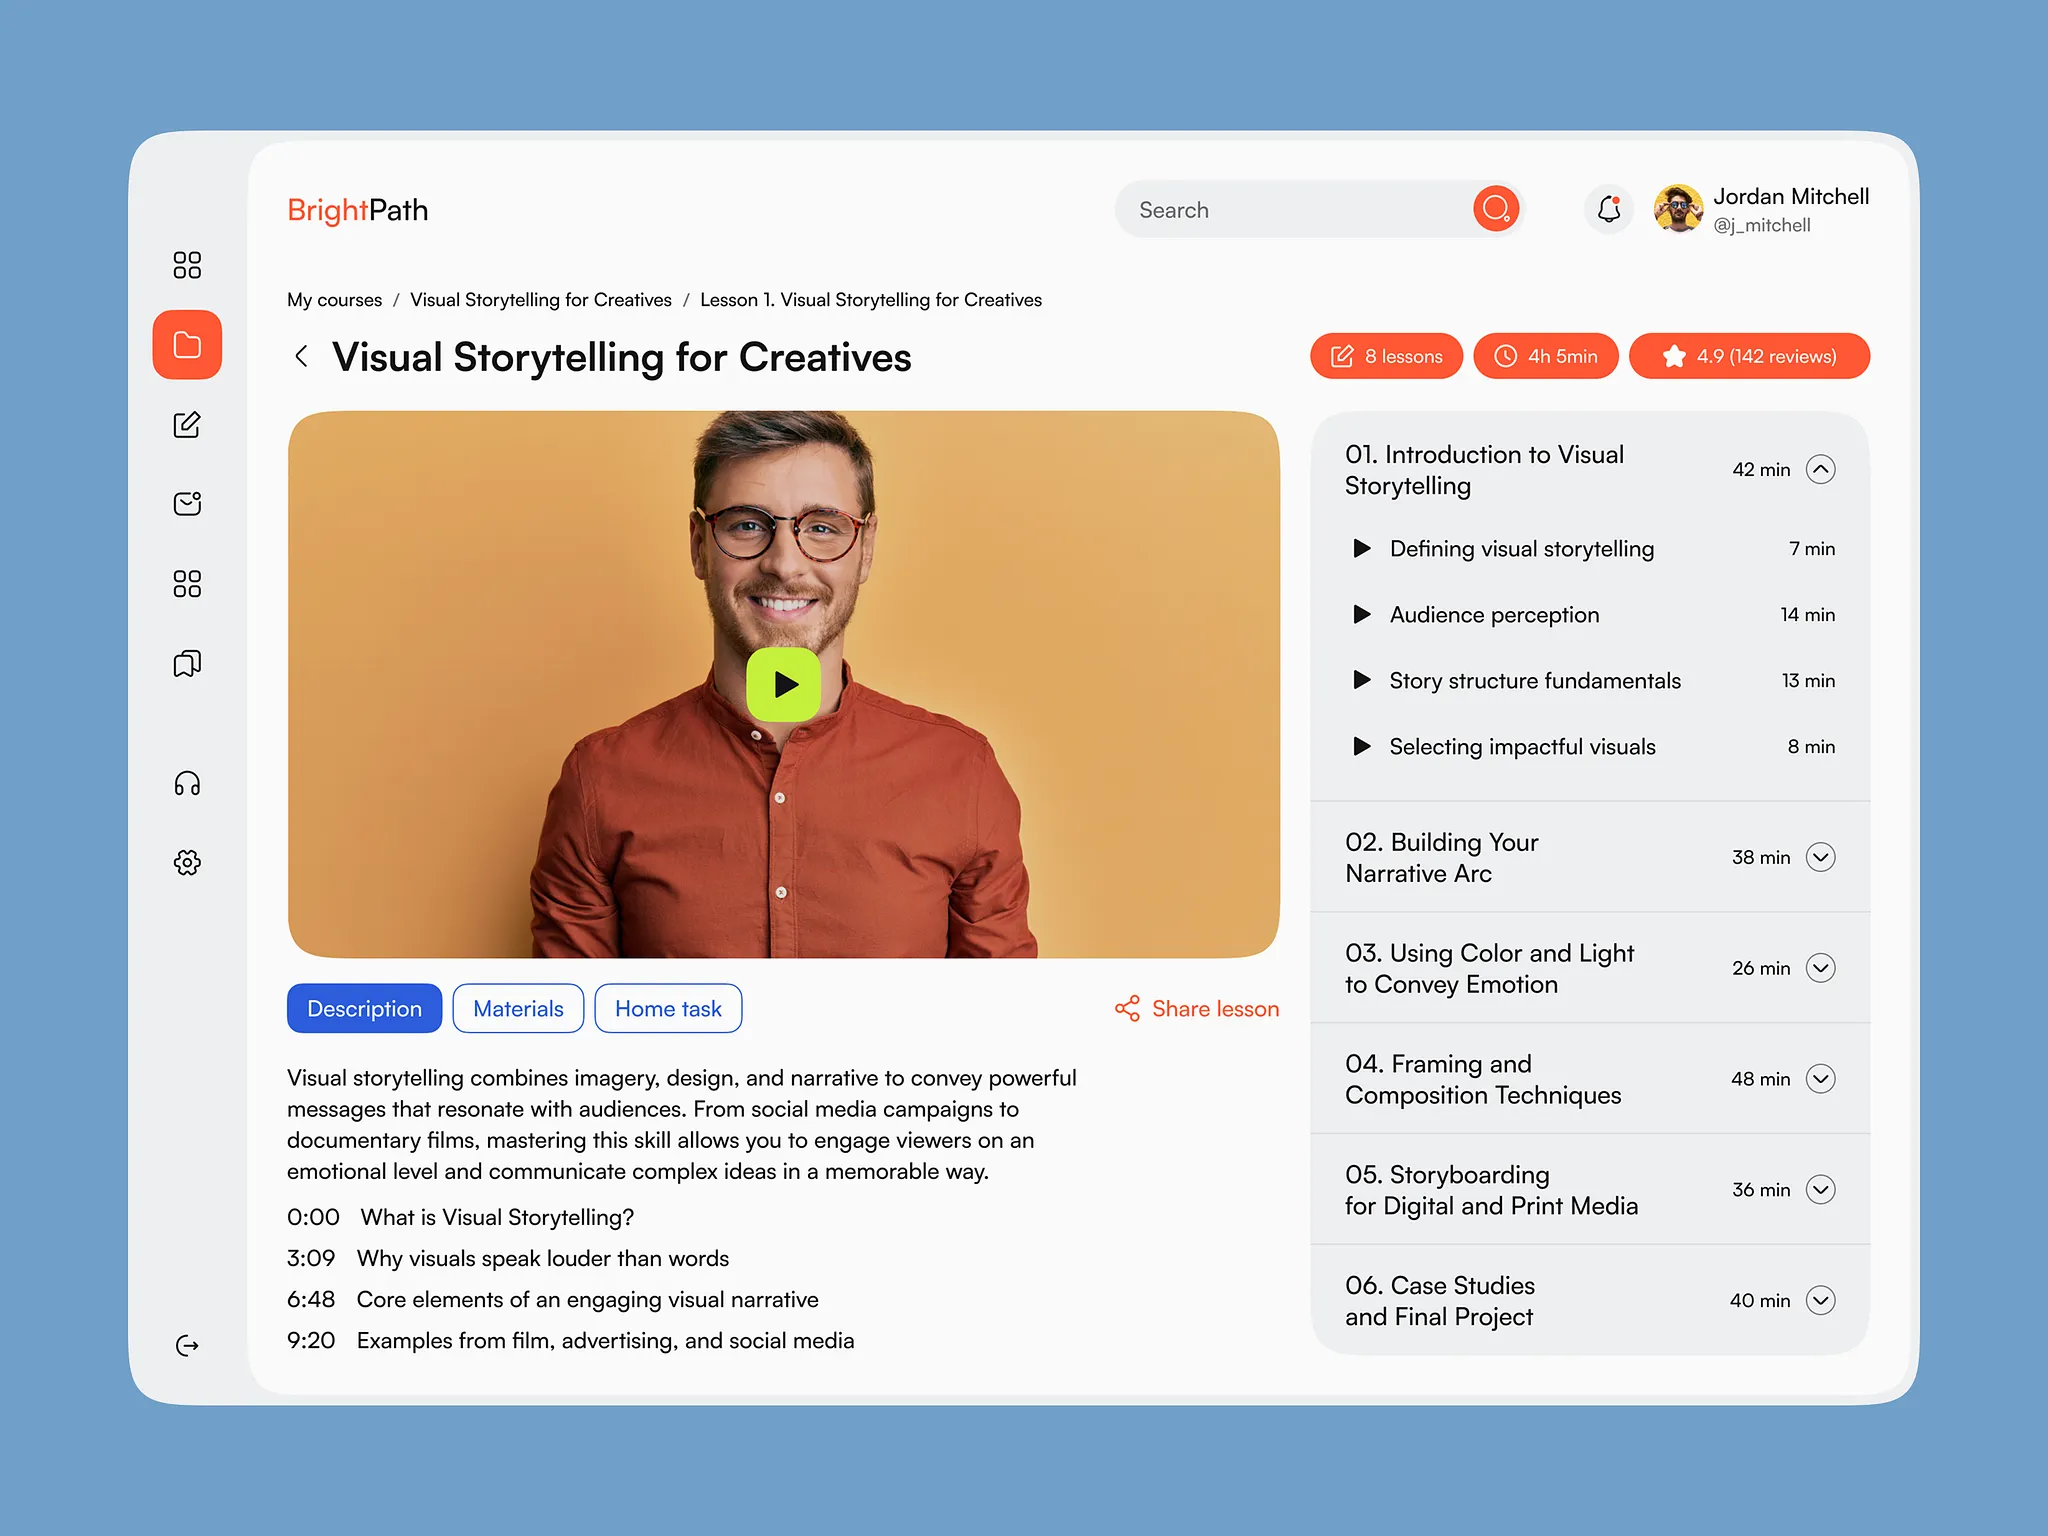 BrightPath
Search
Jordan Mitchell
@j_mitchell
My courses / Visual Storytelling for Creatives / Lesson 1. Visual Storytelling for Creatives
Visual Storytelling for Creatives
8 lessons
4h 5min
4.9 (142 reviews)
Description
Materials
Home task
Share lesson
Visual storytelling combines imagery, design, and narrative to convey powerful
messages that resonate with audiences. From social media campaigns to
documentary films, mastering this skill allows you to engage viewers on an
emotional level and communicate complex ideas in a memorable way.
0:00 What is Visual Storytelling?
3:09 Why visuals speak louder than words
6:48 Core elements of an engaging visual narrative
9:20 Examples from film, advertising, and social media
01. Introduction to Visual
Storytelling
42 min
Defining visual storytelling 7 min
Audience perception 14 min
Story structure fundamentals 13 min
Selecting impactful visuals 8 min
02. Building Your
Narrative Arc
38 min
03. Using Color and Light
to Convey Emotion
26 min
04. Framing and
Composition Techniques
48 min
05. Storyboarding
for Digital and Print Media
36 min
06. Case Studies
and Final Project
40 min